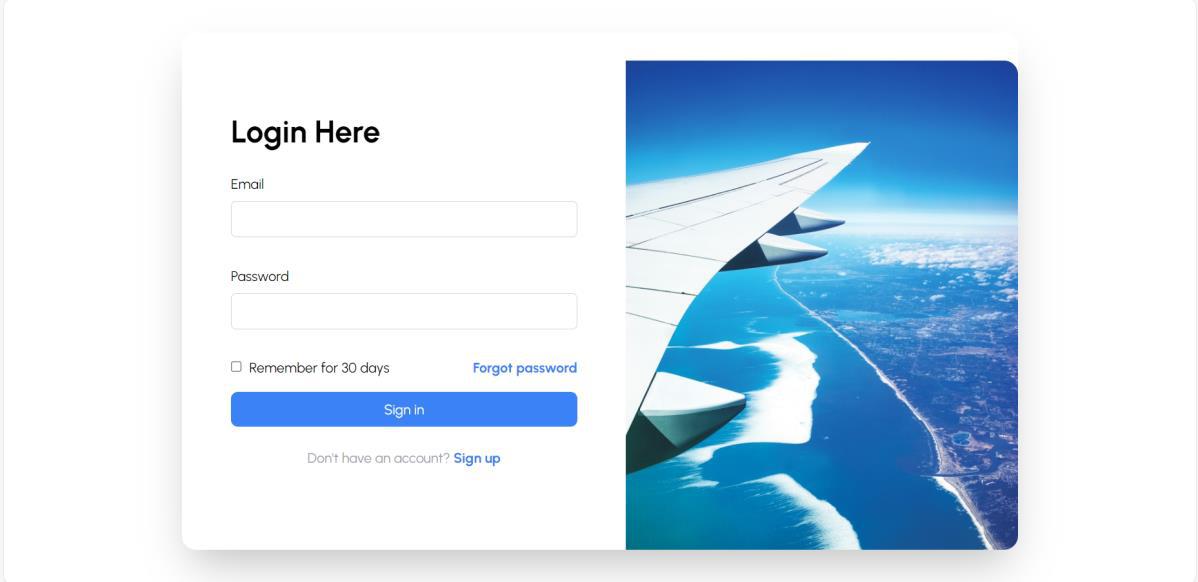 Login Here
Email
Password
Remember for 30 days Forgot password
Sign in
Don't have an account? Sign up